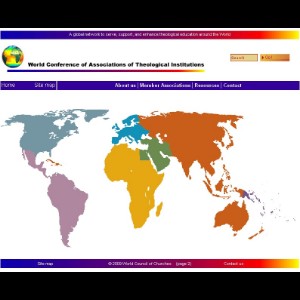 A global network to serve, support, and enhance theological education around the World
World Conference of Associations of Theological Institutions
Home Site map About us | Member Associations | Resources | Contact
Site map © 2009 World Council of Churches (page 2) Contact us